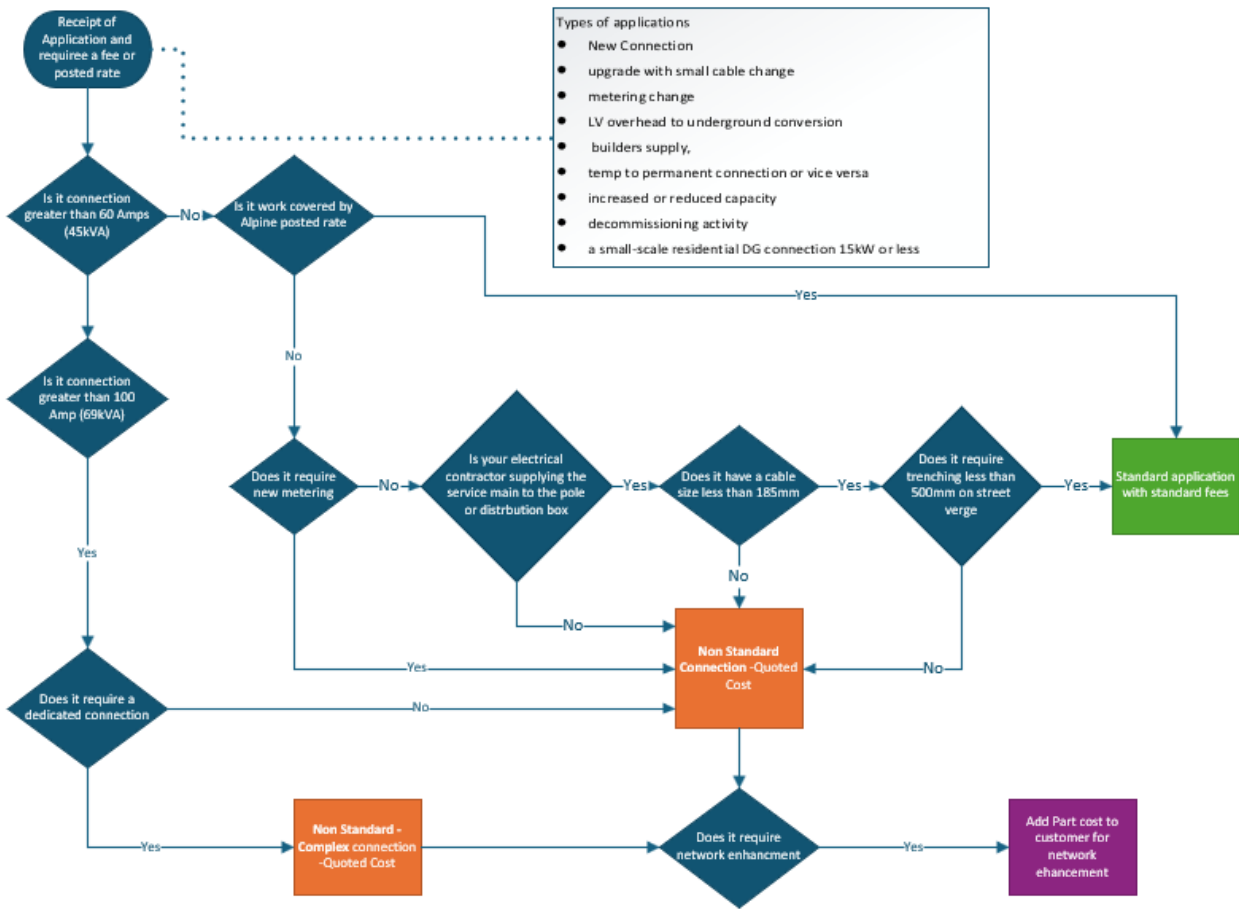 Receipt of
Application and
requiree a fee or
posted rate
Types of applications
● New Connection
● upgrade with small cable change
● metering change
● LV overhead to underground conversion
● builders supply,
● temp to permanent connection or vice versa
● increased or reduced capacity
● decommissioning activity
● a small-scale residential DG connection 15kW or less
Is it connection
greater than 60 Amps
(45kVA)
No
Is it work covered by
Alpine posted rate
Yes
No
Is it connection
greater than 100
Amp (69kVA)
Does it require
new metering
No
Is your electrical
contractor supplying the
service main to the pole
or distrbution box
Yes
Does it have a cable
size less than 185mm
Yes
Does it require
trenching less than
500mm on street
verge
Yes
Standard application
with standard fees
Yes
No
No
Yes
No
Non Standard
Connection -Quoted
Cost
Does it require a
dedicated connection
No
Yes
Non Standard -
Complex connection
-Quoted Cost
Does it require
network enhancment
Yes
Add Part cost to
customer for
network
ehancement